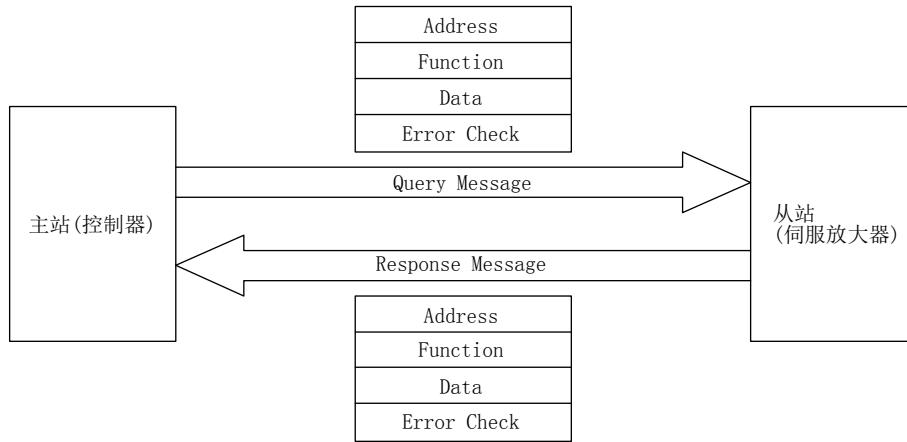 Address
Function
Data
Error Check
Query Message
主站(控制器)
从站
(伺服放大器)
Response Message
Address
Function
Data
Error Check